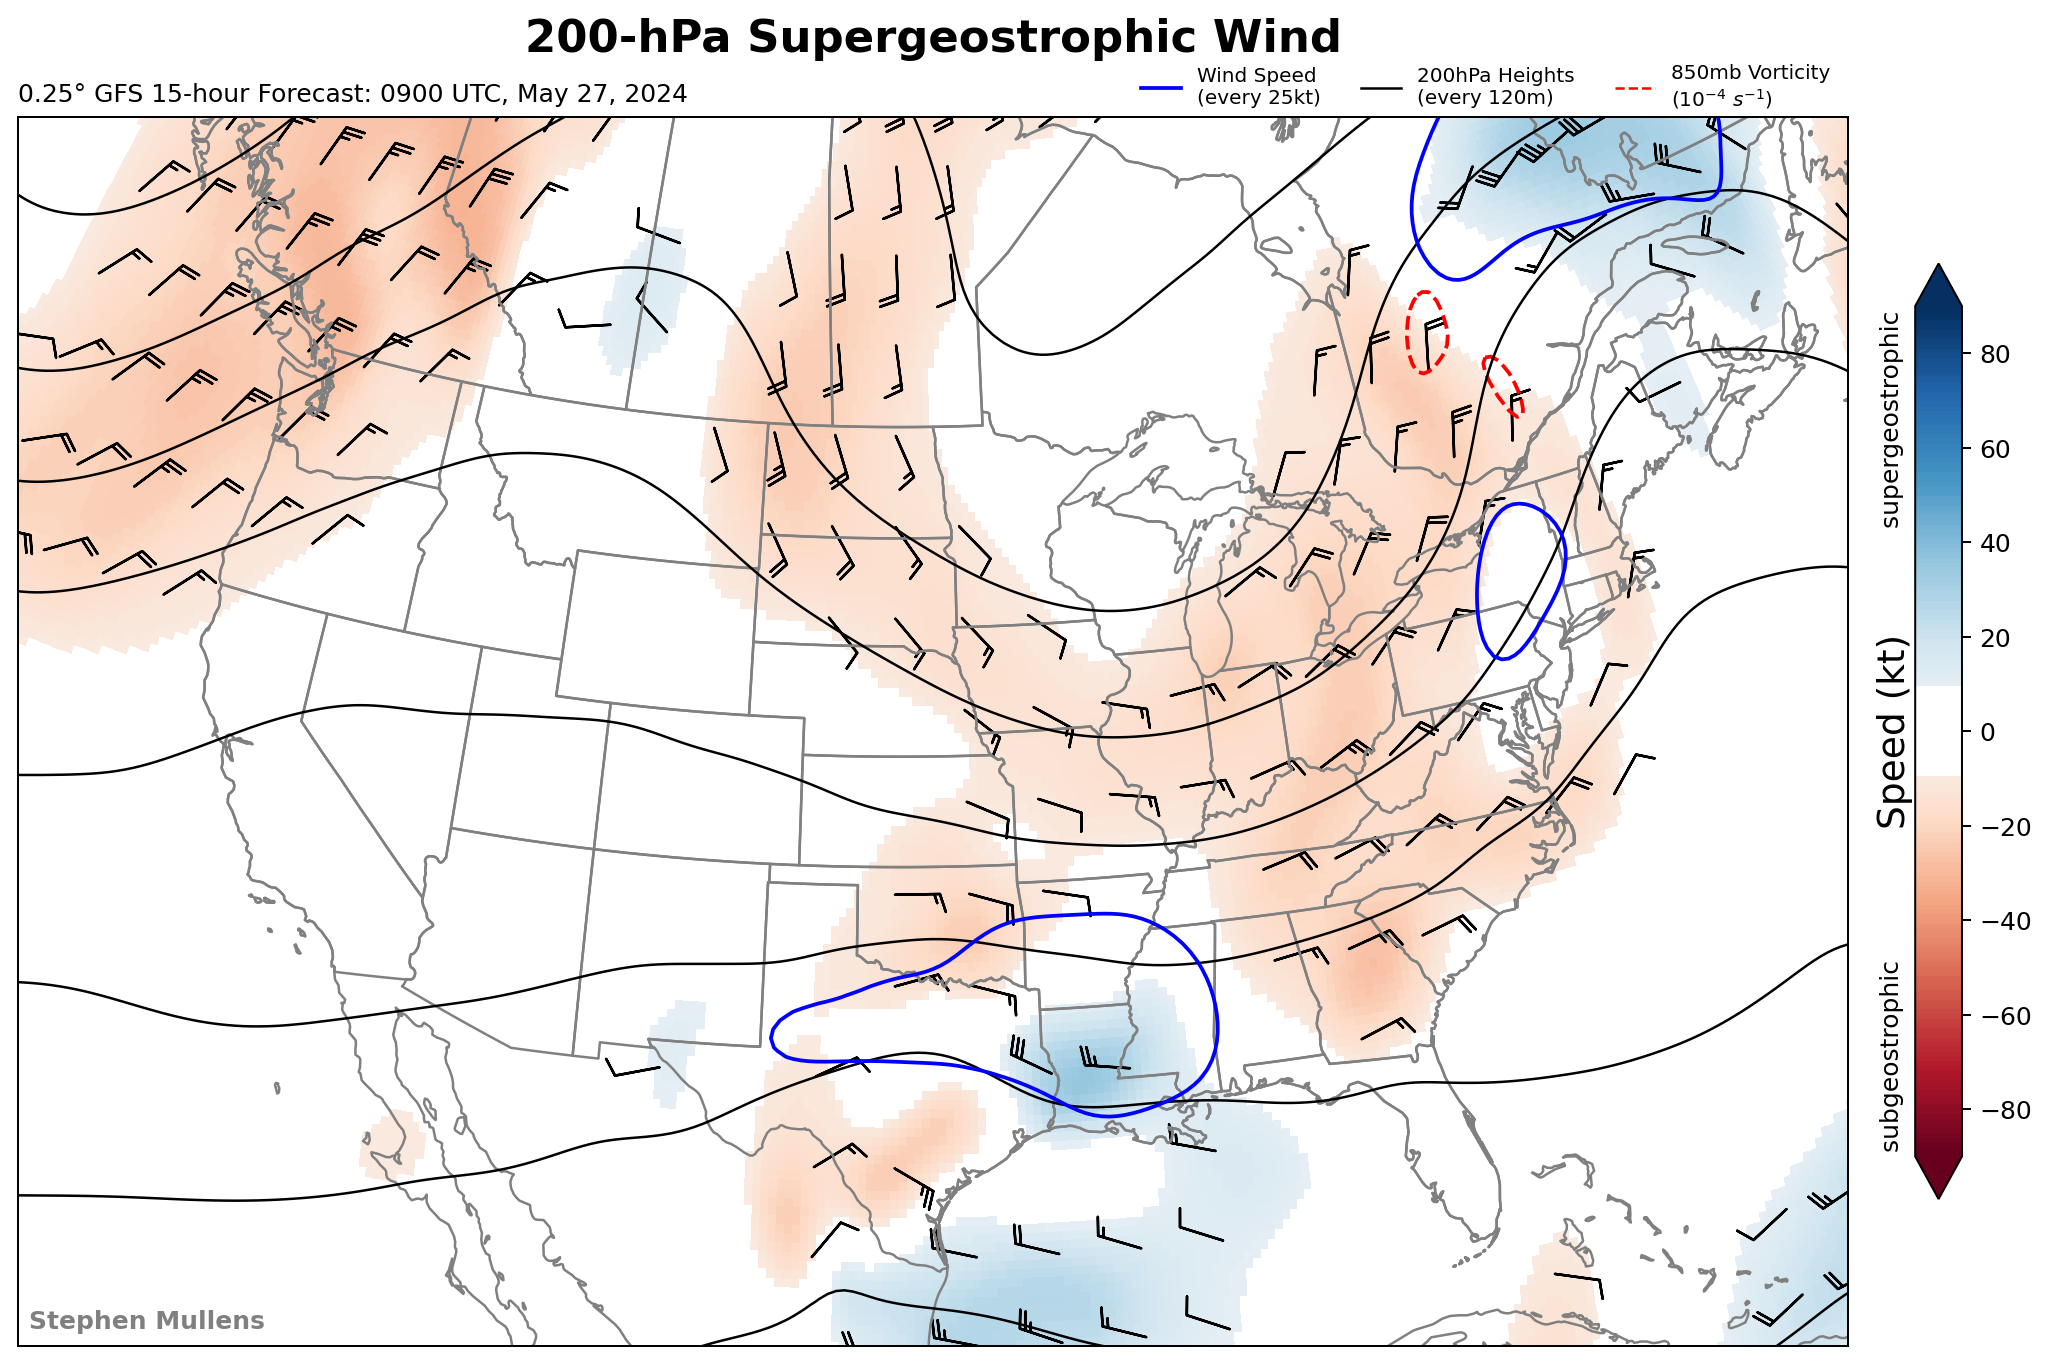 200-hPa Supergeostrophic Wind
0.25° GFS 15-hour Forecast: 0900 UTC, May 27, 2024
Wind Speed
(every 25kt)
200hPa Heights
(every 120m)
850mb Vorticity
(10⁻⁴ s⁻¹)
supergeostrophic
Speed (kt)
subgeostrophic
80
60
40
20
0
−20
−40
−60
−80
Stephen Mullens